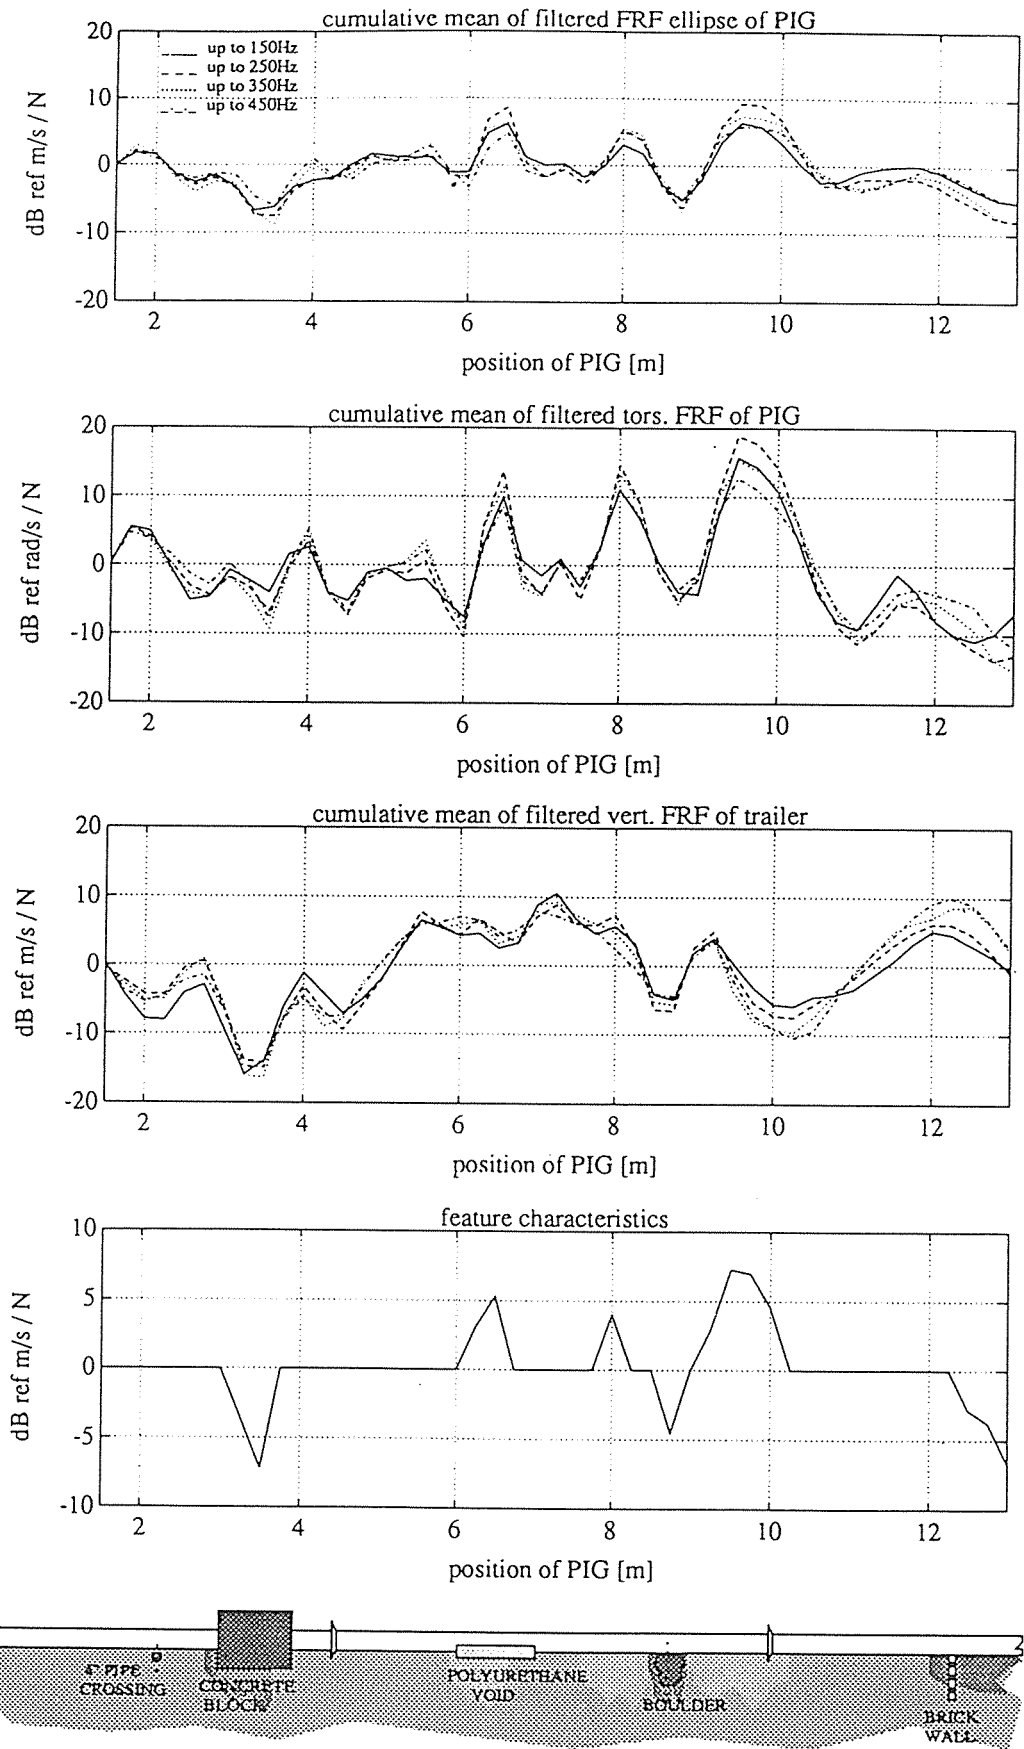 cumulative mean of filtered FRF ellipse of PIG
20
10
0
-10
-20
dB ref m/s / N
up to 150Hz
up to 250Hz
up to 350Hz
up to 450Hz
2 4 6 8 10 12
position of PIG [m]
cumulative mean of filtered tors. FRF of PIG
20
10
0
-10
-20
dB ref rad/s / N
2 4 6 8 10 12
position of PIG [m]
cumulative mean of filtered vert. FRF of trailer
20
10
0
-10
-20
dB ref m/s / N
2 4 6 8 10 12
position of PIG [m]
feature characteristics
10
5
0
-5
-10
dB ref m/s / N
2 4 6 8 10 12
position of PIG [m]
PIPE
CROSSING
CONCRETE
BLOCK
POLYURETHANE
VOID
BOULDER
BRICK
WALL